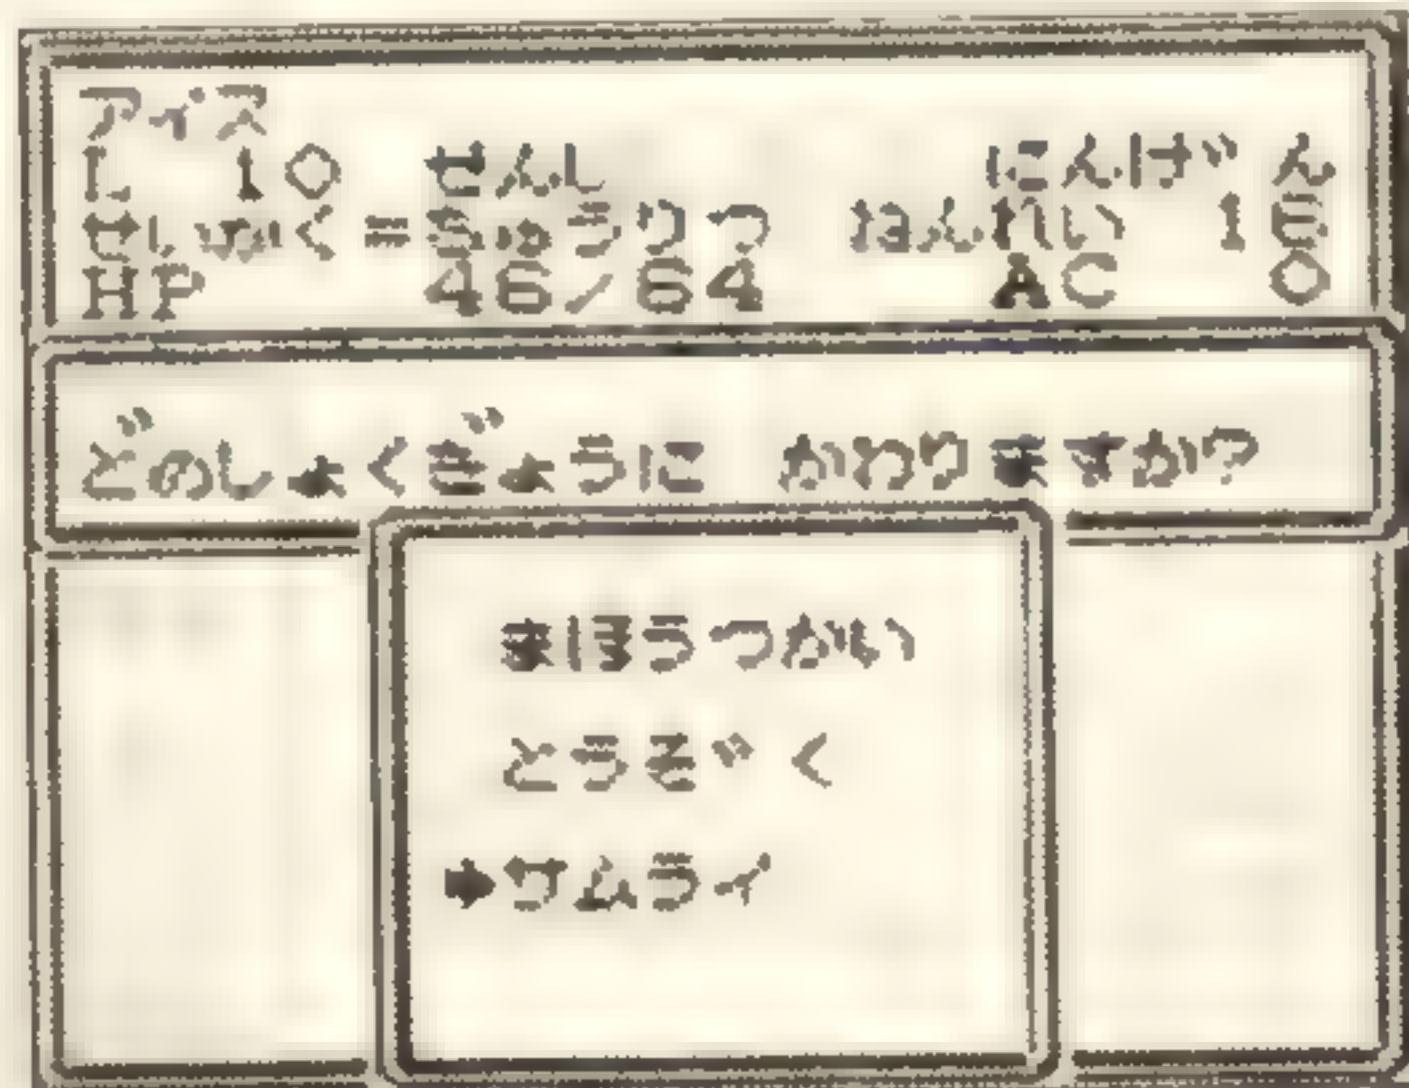 アイス
L 10 せんし にんげん
せいかく=ちゅうりつ ねんれい 16
HP 46/64 AC 0
どのしょくぎょうに かわりますか?
まほうつかい
とうぞく
➡サムライ